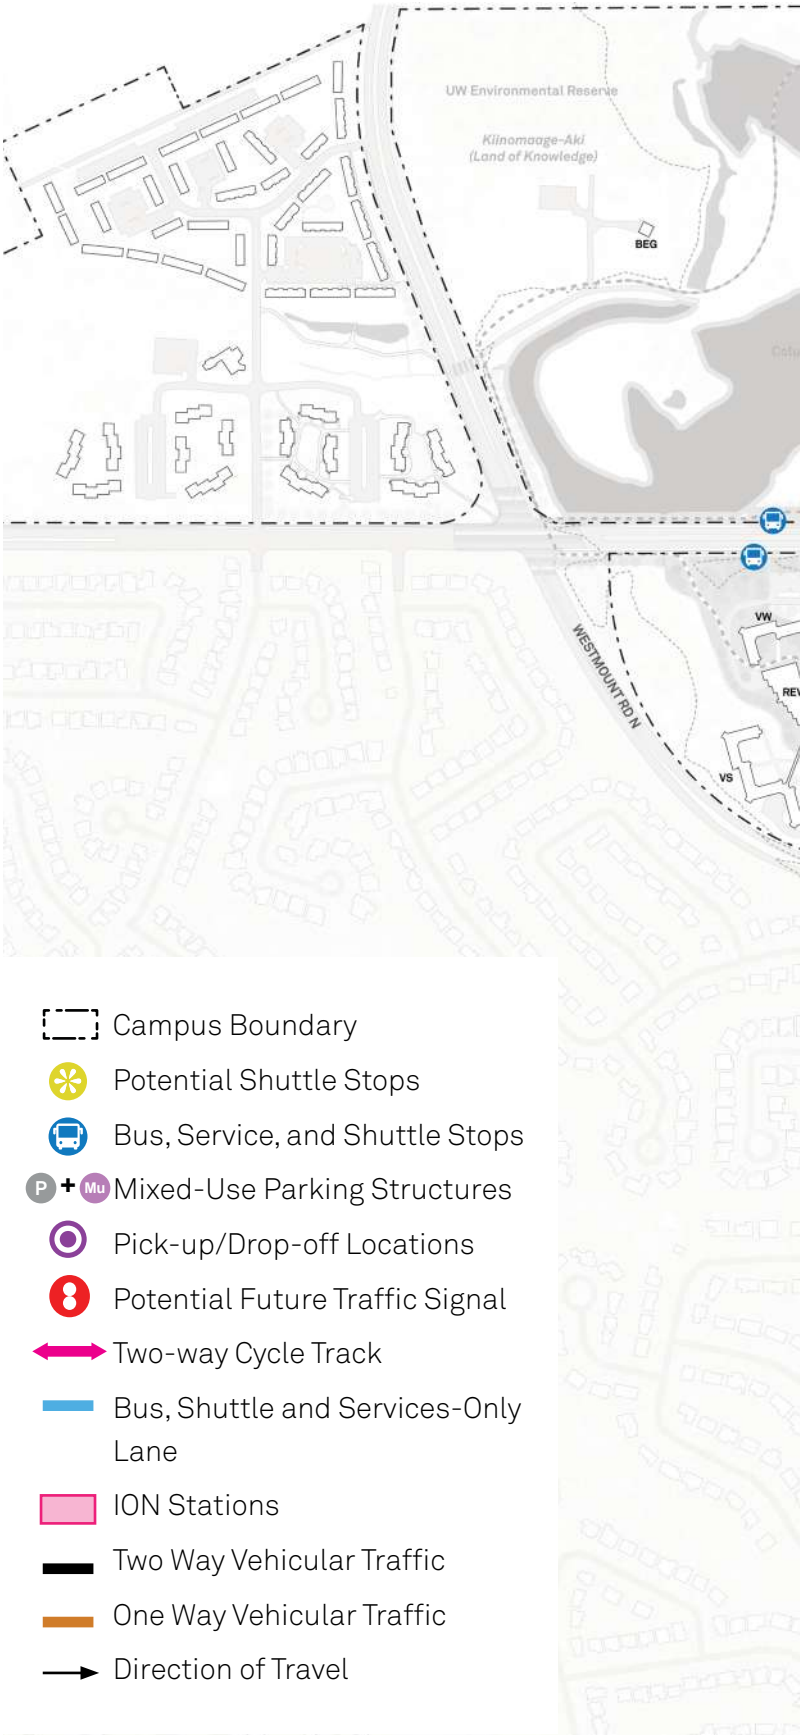 UW Environmental Reserve
Kiinomaage-Aki
(Land of Knowledge)
BEG
VW
WESTMOUNT RD N
VS
Campus Boundary
Potential Shuttle Stops
Bus, Service, and Shuttle Stops
P + Mu Mixed-Use Parking Structures
Pick-up/Drop-off Locations
Potential Future Traffic Signal
Two-way Cycle Track
Bus, Shuttle and Services-Only
Lane
ION Stations
Two Way Vehicular Traffic
One Way Vehicular Traffic
Direction of Travel